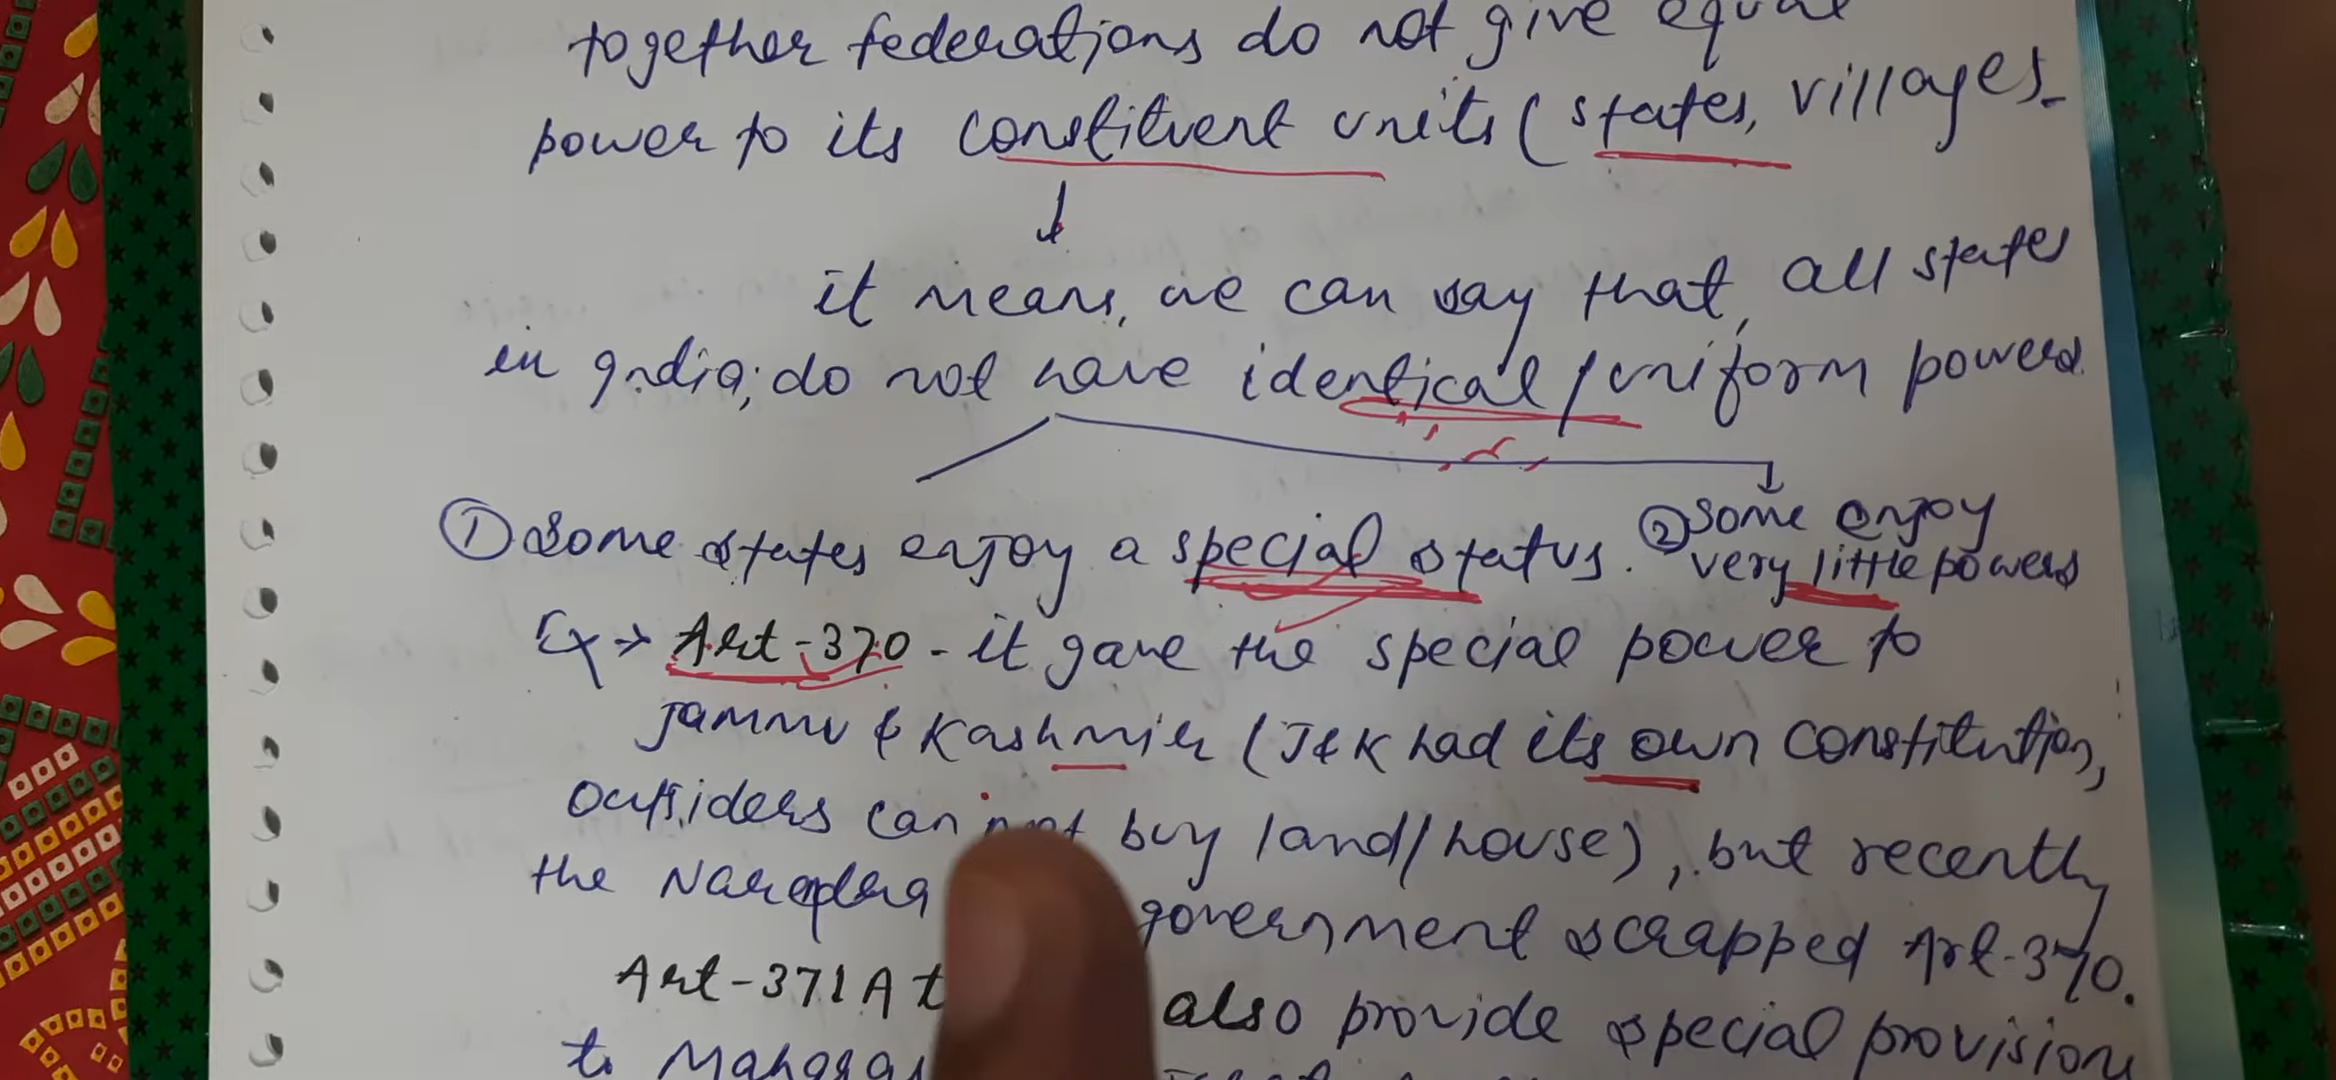 together federations do not give equal
power to its constituent units (states, villages-
it means, we can say that, all states
in India; do not have identical / uniform powers.
① Some states enjoy a special status. ② some enjoy
very little powers
Ex → Art-370 - it gave the special power to
Jammu & Kashmir (J&K had its own constitution,
outsiders can not buy land/house), but recently
the Narendra government scrapped Art-370.
Art-371A also provide special provisions
to